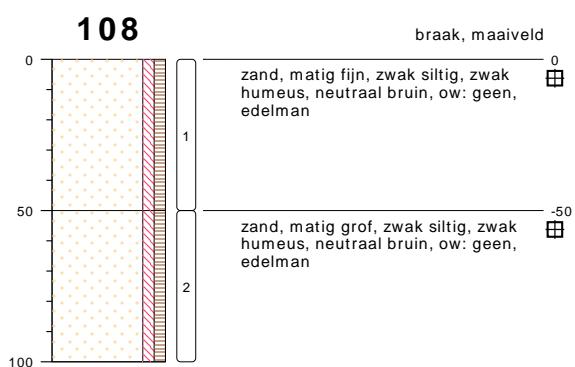 108
braak, maaiveld
0
0
zand, matig fijn, zwak siltig, zwak
humeus, neutraal bruin, ow: geen,
edelman
1
50
-50
zand, matig grof, zwak siltig, zwak
humeus, neutraal bruin, ow: geen,
edelman
2
100